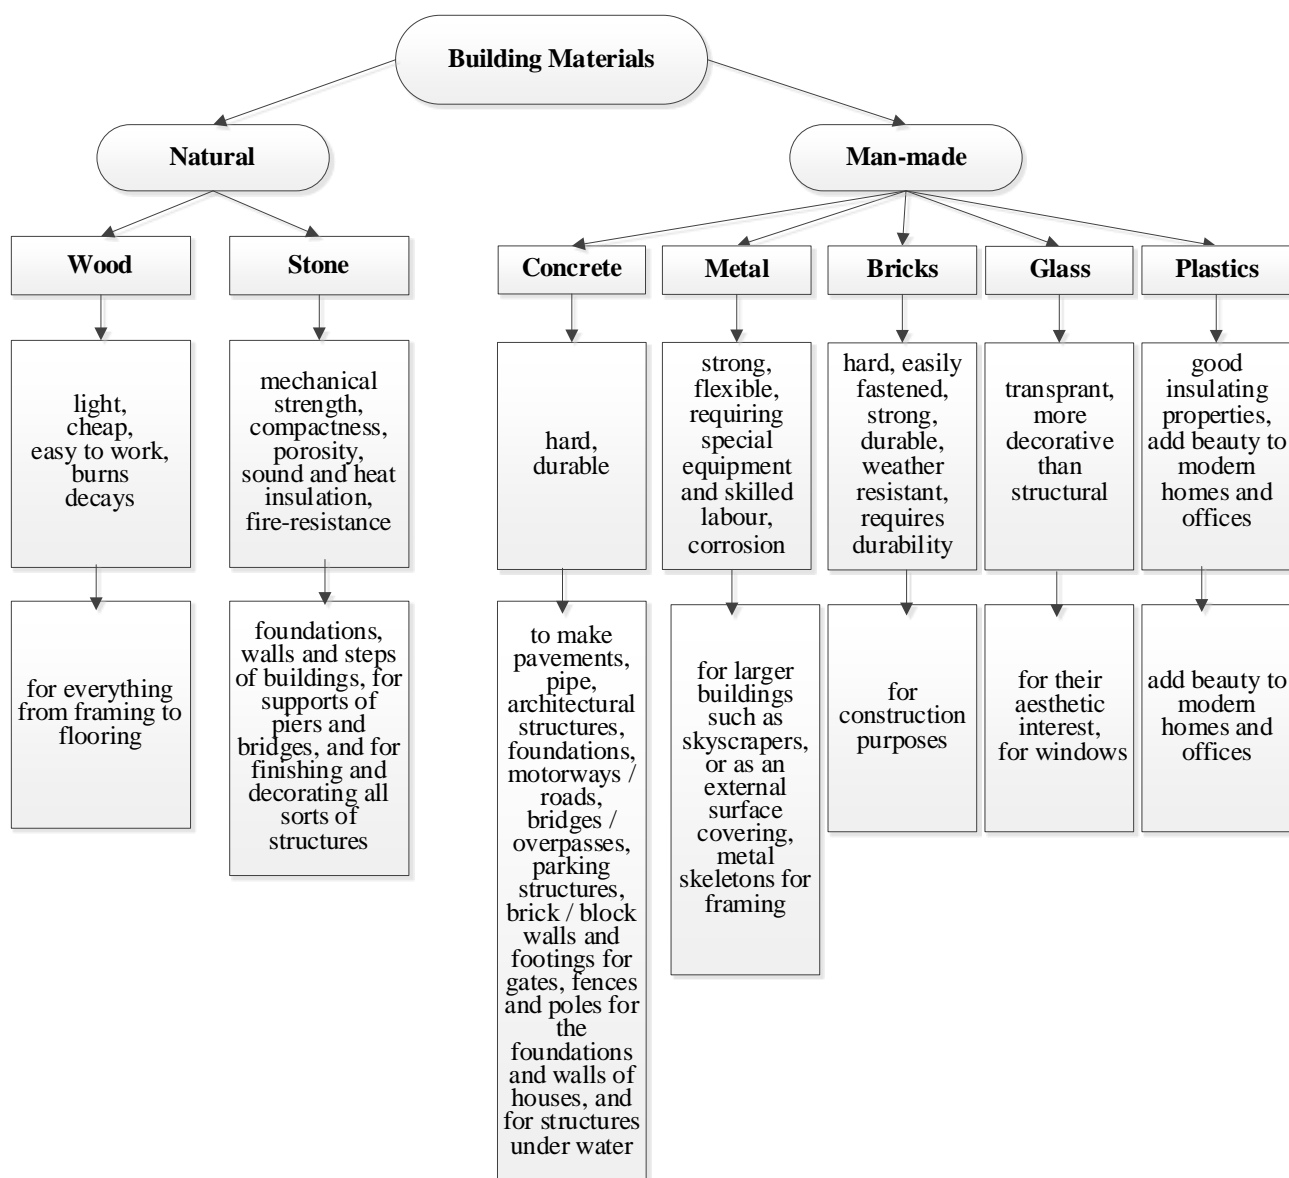 Building Materials
Natural
Man-made
Wood
Stone
Concrete
Metal
Bricks
Glass
Plastics
light,
cheap,
easy to work,
burns
decays
mechanical
strength,
compactness,
porosity,
sound and heat
insulation,
fire-resistance
hard,
durable
strong,
flexible,
requiring
special
equipment
and skilled
labour,
corrosion
hard, easily
fastened,
strong,
durable,
weather
resistant,
requires
durability
transprant,
more
decorative
than
structural
good
insulating
properties,
add beauty to
modern
homes and
offices
for everything
from framing to
flooring
foundations,
walls and steps
of buildings, for
supports of
piers and
bridges, and for
finishing and
decorating all
sorts of
structures
to make
pavements,
pipe,
architectural
structures,
foundations,
motorways /
roads,
bridges /
overpasses,
parking
structures,
brick / block
walls and
footings for
gates, fences
and poles for
the
foundations
and walls of
houses, and
for structures
under water
for larger
buildings
such as
skyscrapers,
or as an
external
surface
covering,
metal
skeletons for
framing
for
construction
purposes
for their
aesthetic
interest,
for windows
add beauty to
modern
homes and
offices